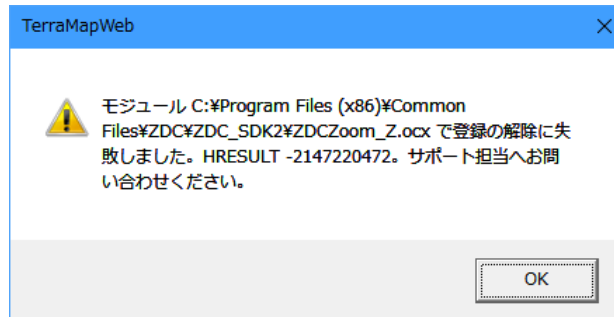 TerraMapWeb
モジュール C:¥Program Files (x86)¥Common
Files¥ZDC¥ZDC_SDK2¥ZDCZoom_Z.ocx で登録の解除に失
敗しました。HRESULT -2147220472。サポート担当へお問
い合わせください。
OK